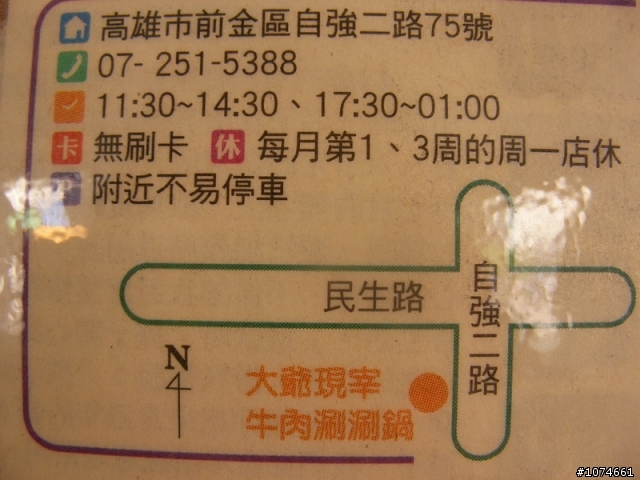 高雄市前金區自強二路75號
07- 251-5388
11:30~14:30、17:30~01:00
卡 無刷卡 休 每月第1、3周的周一店休
P 附近不易停車
民生路
自強二路
N
大爺現宰
牛肉涮涮鍋
#1074661